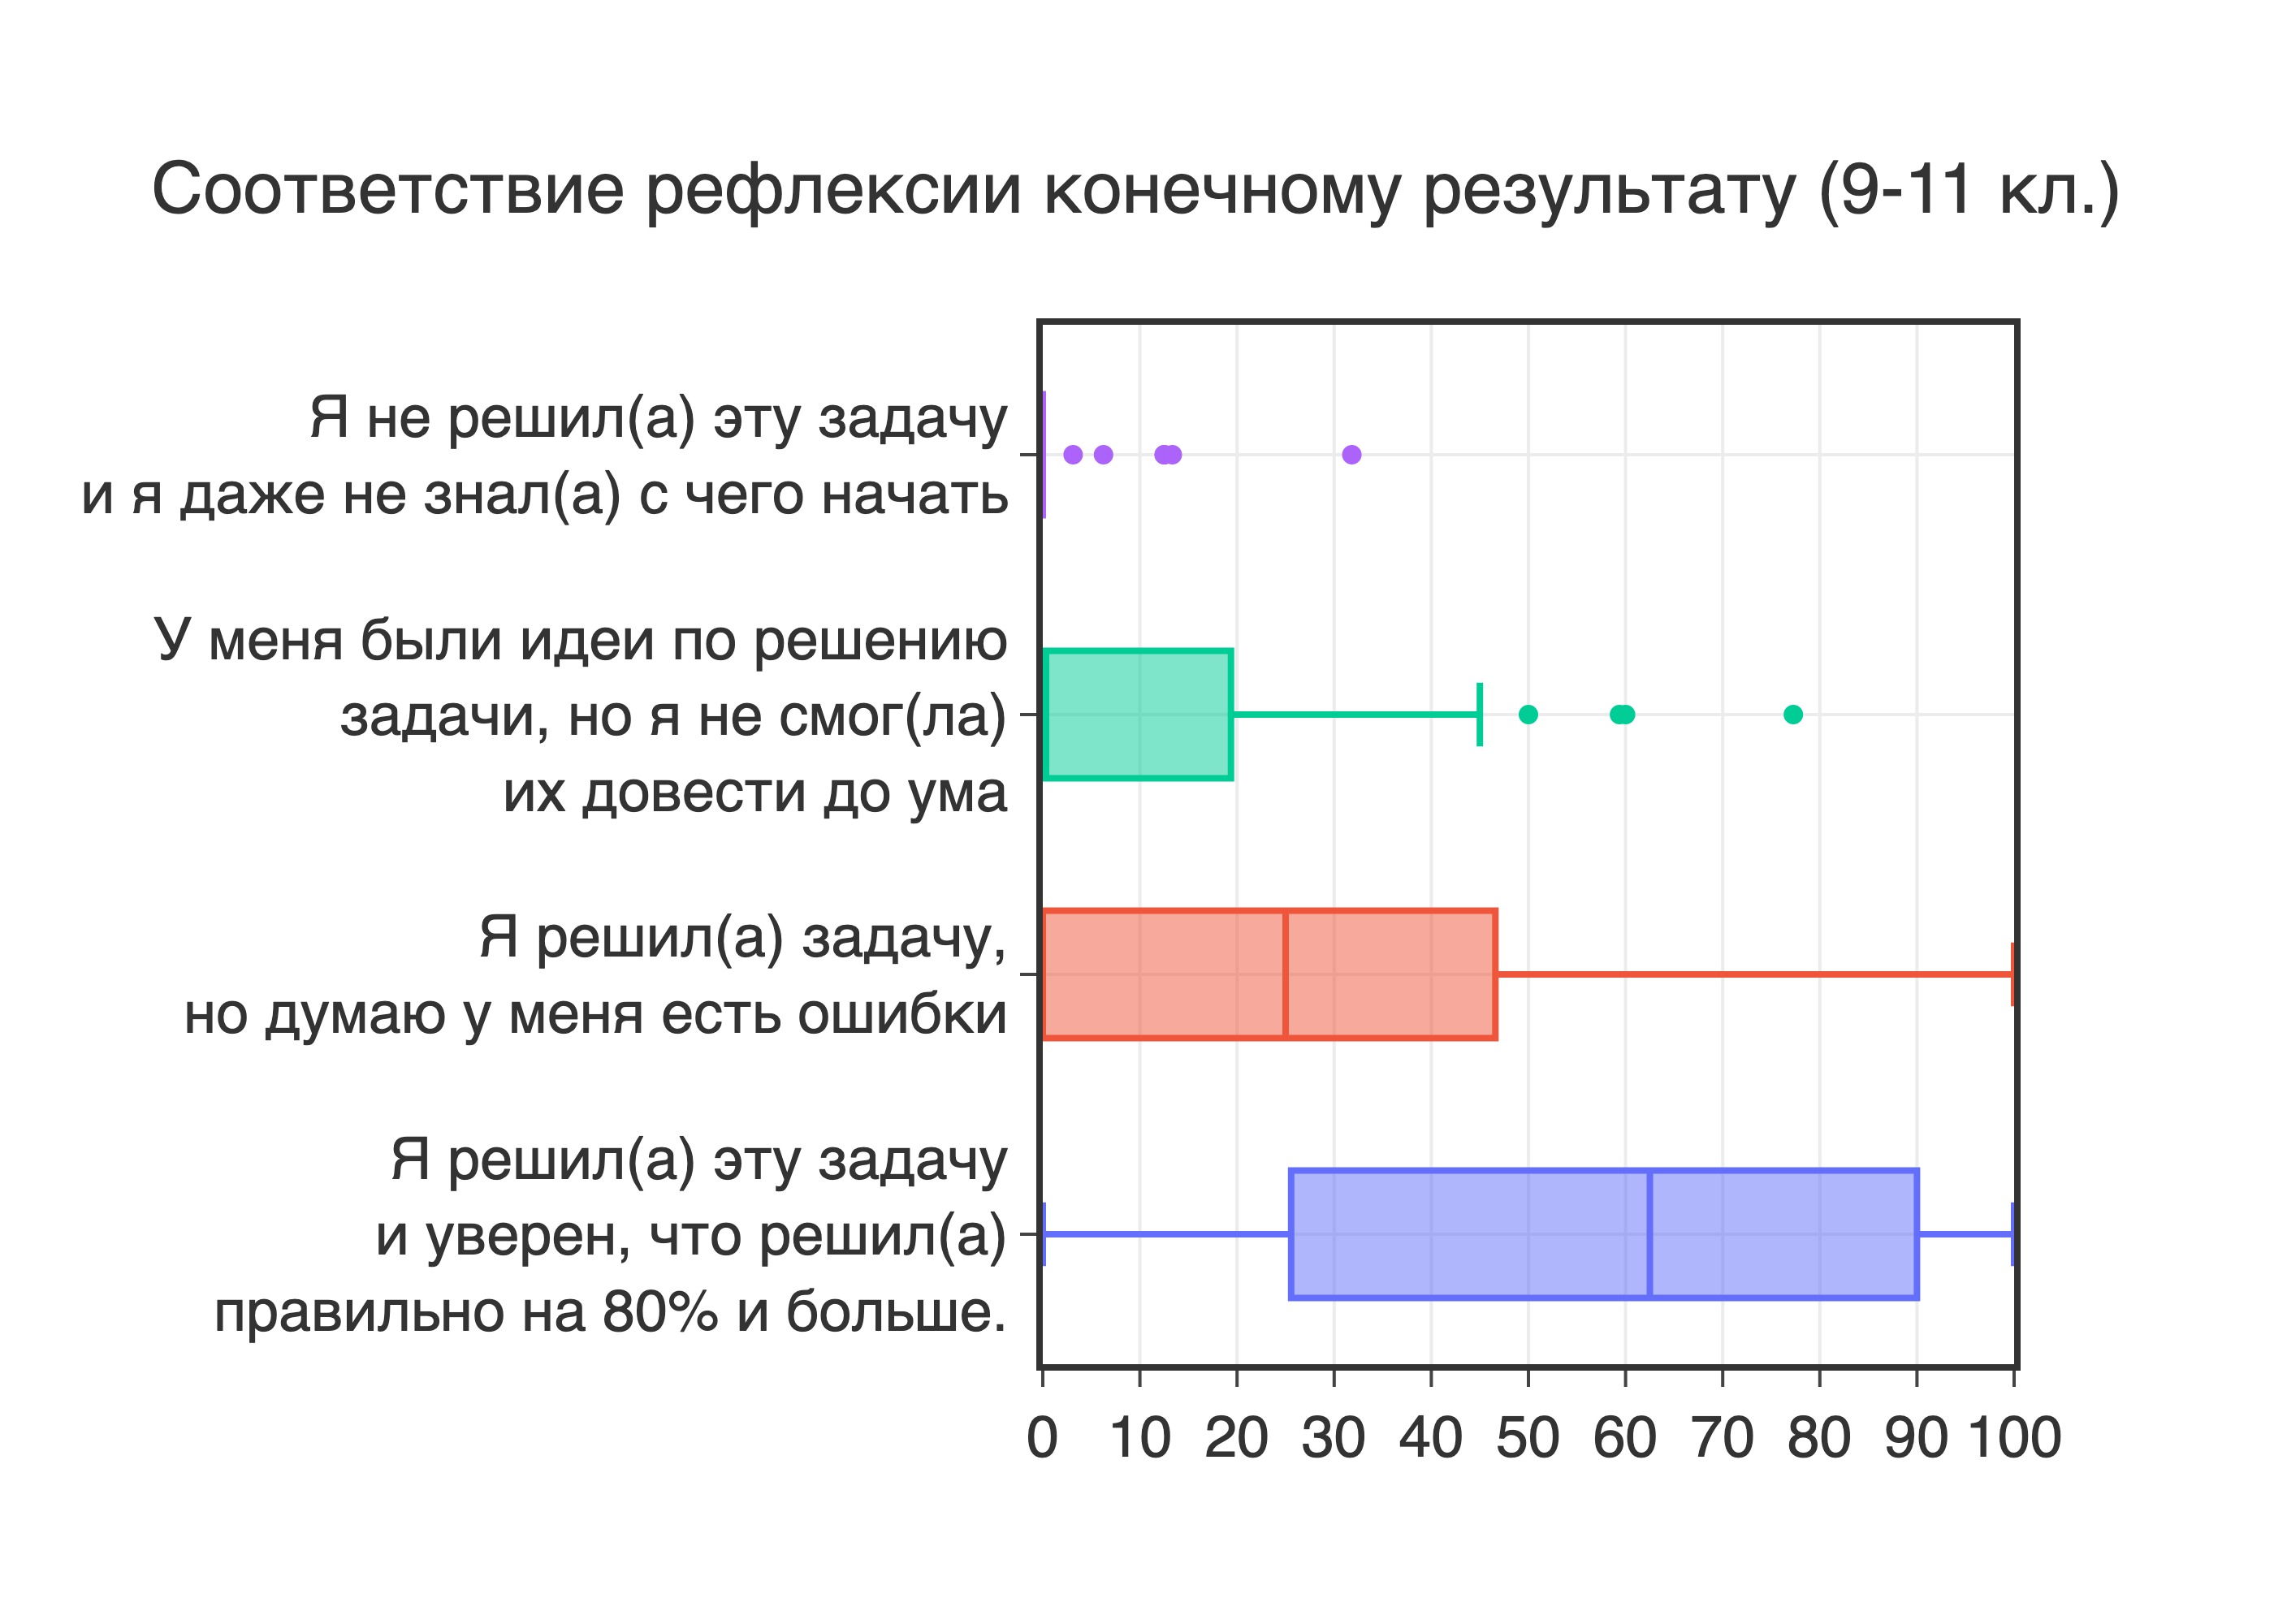 Соответствие рефлексии конечному результату (9-11 кл.)
Я не решил(а) эту задачу
и я даже не знал(а) с чего начать
У меня были идеи по решению
задачи, но я не смог(ла)
их довести до ума
Я решил(а) задачу,
но думаю у меня есть ошибки
Я решил(а) эту задачу
и уверен, что решил(а)
правильно на 80% и больше.
0 10 20 30 40 50 60 70 80 90 100